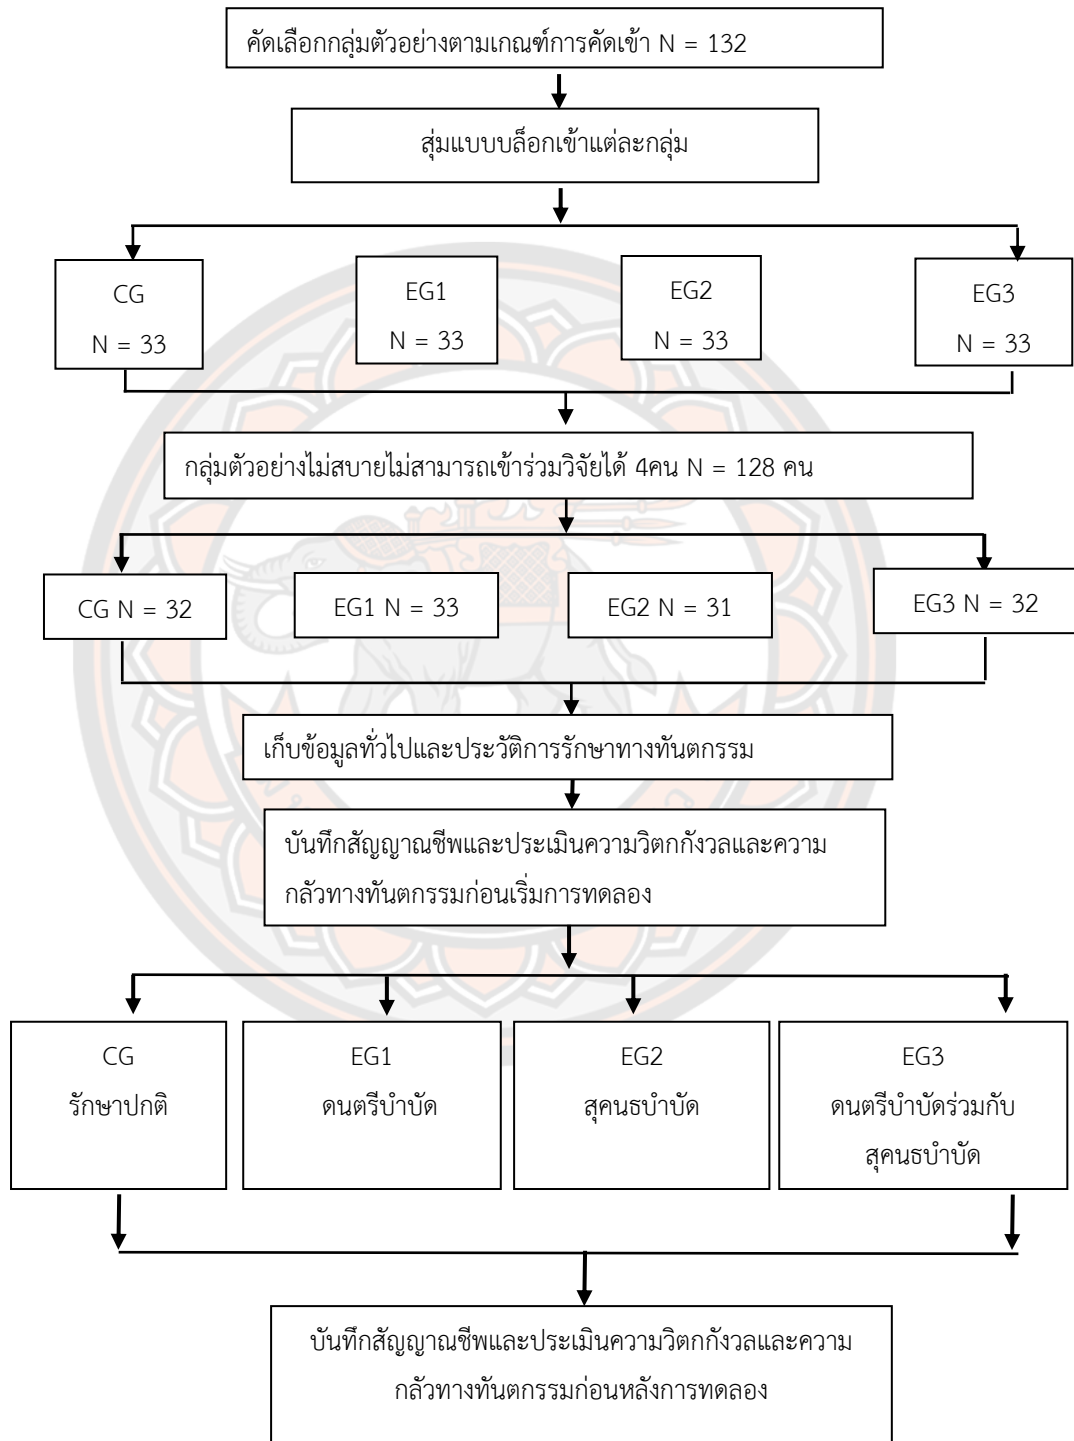 คัดเลือกกลุ่มตัวอย่างตามเกณฑ์การคัดเข้า N = 132
สุ่มแบบบล็อกเข้าแต่ละกลุ่ม
CG
N = 33
EG1
N = 33
EG2
N = 33
EG3
N = 33
กลุ่มตัวอย่างไม่สบายไม่สามารถเข้าร่วมวิจัยได้ 4คน N = 128 คน
CG N = 32
EG1 N = 33
EG2 N = 31
EG3 N = 32
เก็บข้อมูลทั่วไปและประวัติการรักษาทางทันตกรรม
บันทึกสัญญาณชีพและประเมินความวิตกกังวลและความ
กลัวทางทันตกรรมก่อนเริ่มการทดลอง
CG
รักษาปกติ
EG1
ดนตรีบำบัด
EG2
สุคนธบำบัด
EG3
ดนตรีบำบัดร่วมกับ
สุคนธบำบัด
บันทึกสัญญาณชีพและประเมินความวิตกกังวลและความ
กลัวทางทันตกรรมก่อนหลังการทดลอง